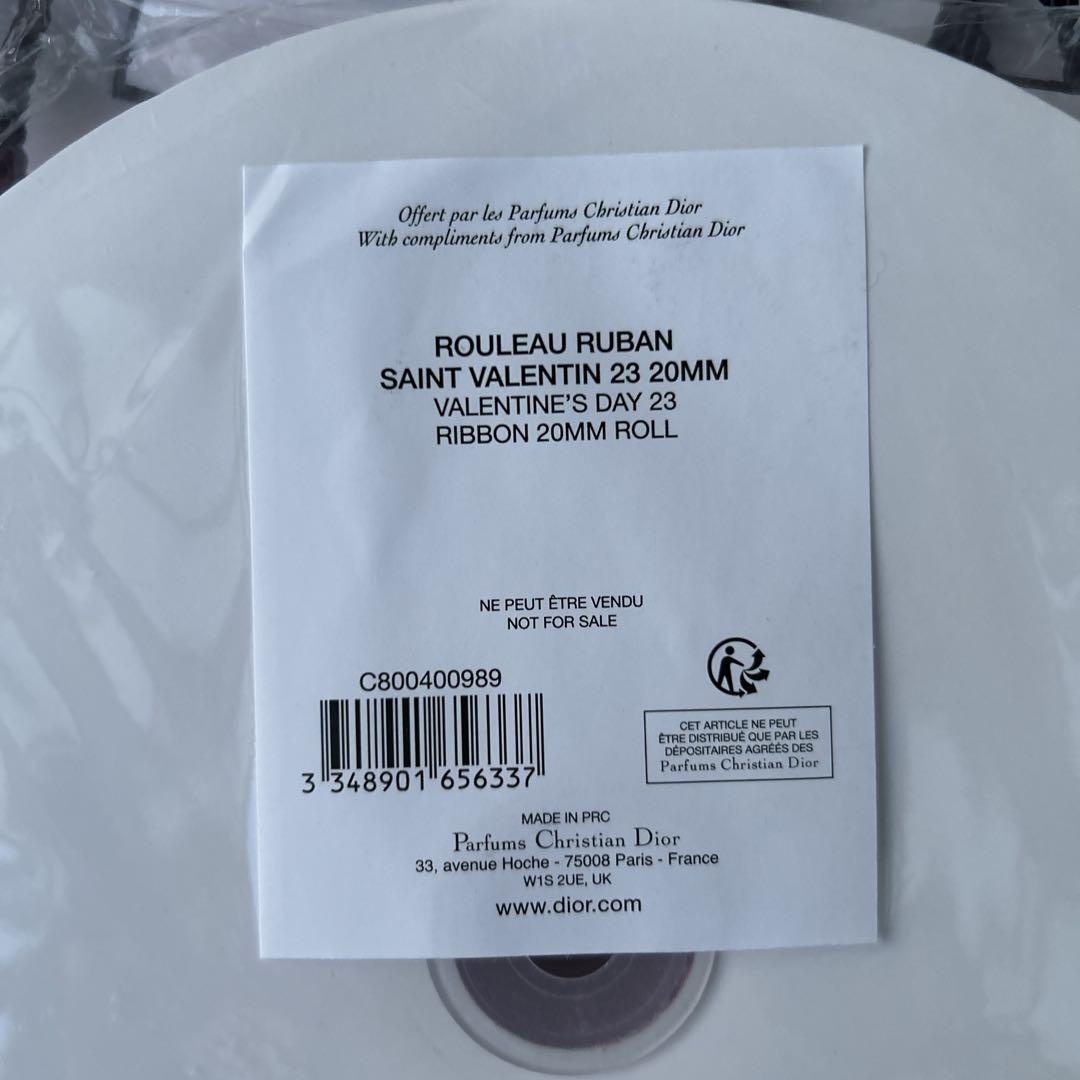 Offert par les Parfums Christian Dior
With compliments from Parfums Christian Dior
ROULEAU RUBAN
SAINT VALENTIN 23 20MM
VALENTINE'S DAY 23
RIBBON 20MM ROLL
NE PEUT ÊTRE VENDU
NOT FOR SALE
C800400989
3 348901 656337
CET ARTICLE NE PEUT
ÊTRE DISTRIBUÉ QUE PAR LES
DÉPOSITAIRES AGRÉÉS DES
Parfums Christian Dior
MADE IN PRC
Parfums Christian Dior
33, avenue Hoche - 75008 Paris - France
W1S 2UE, UK
www.dior.com